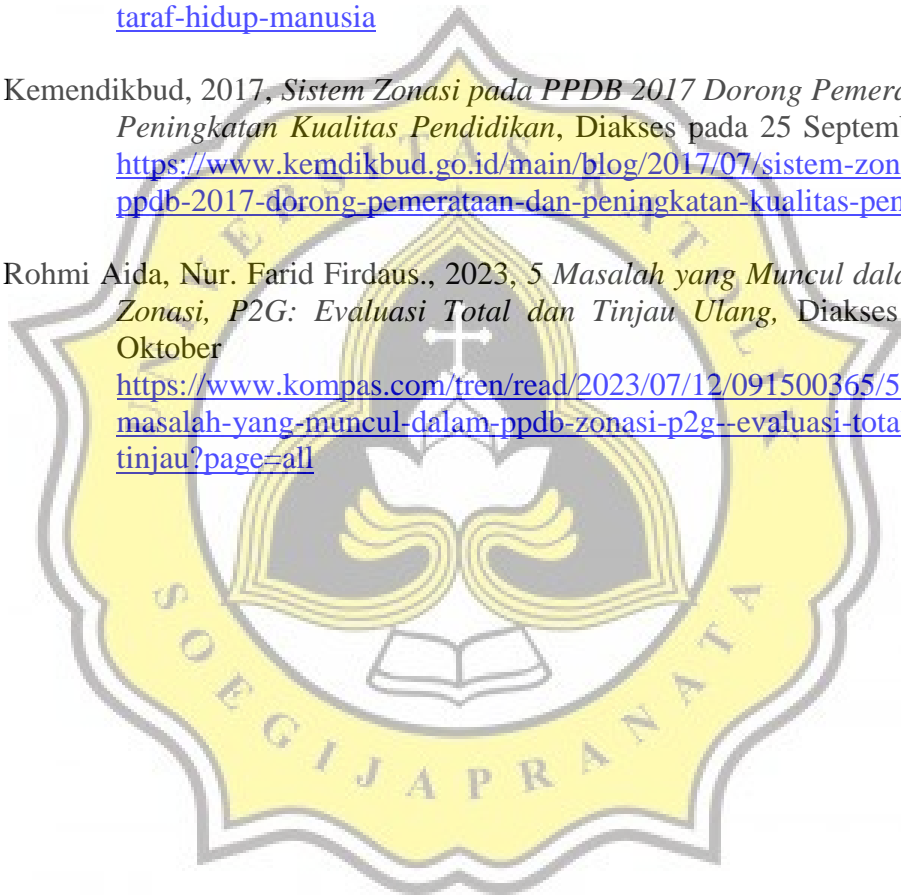 taraf-hidup-manusia
Kemendikbud, 2017, Sistem Zonasi pada PPDB 2017 Dorong
Peningkatan Kualitas Pendidikan, Diakses pada 25
https://www.kemdikbud.go.id/main/blog/2017/07/sistem-zon
ppdb-2017-dorong-pemerataan-dan-peningkatan-kualitas-pen
Rohmi Aida, Nur. Farid Firdaus., 2023, 5 Masalah yang Muncul
Zonasi, P2G: Evaluasi Total dan Tinjau Ulang, Diakses
Oktober
https://www.kompas.com/tren/read/2023/07/12/091500365/5
masalah-yang-muncul-dalam-ppdb-zonasi-p2g--evaluasi-tota
tinjau?page=all
UNIVERSITAS KATOLIK
SOEGIJAPRANATA